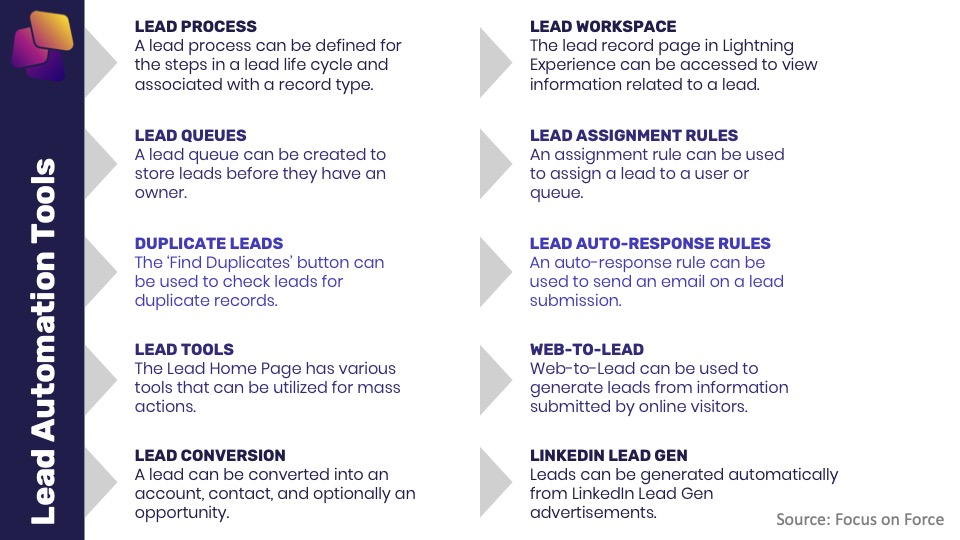 Lead Automation Tools
LEAD PROCESS
A lead process can be defined for
the steps in a lead life cycle and
associated with a record type.
LEAD QUEUES
A lead queue can be created to
store leads before they have an
owner.
DUPLICATE LEADS
The ‘Find Duplicates’ button can
be used to check leads for
duplicate records.
LEAD TOOLS
The Lead Home Page has various
tools that can be utilized for mass
actions.
LEAD CONVERSION
A lead can be converted into an
account, contact, and optionally an
opportunity.
LEAD WORKSPACE
The lead record page in Lightning
Experience can be accessed to view
information related to a lead.
LEAD ASSIGNMENT RULES
An assignment rule can be used
to assign a lead to a user or
queue.
LEAD AUTO-RESPONSE RULES
An auto-response rule can be
used to send an email on a lead
submission.
WEB-TO-LEAD
Web-to-Lead can be used to
generate leads from information
submitted by online visitors.
LINKEDIN LEAD GEN
Leads can be generated automatically
from LinkedIn Lead Gen
advertisements.
Source: Focus on Force